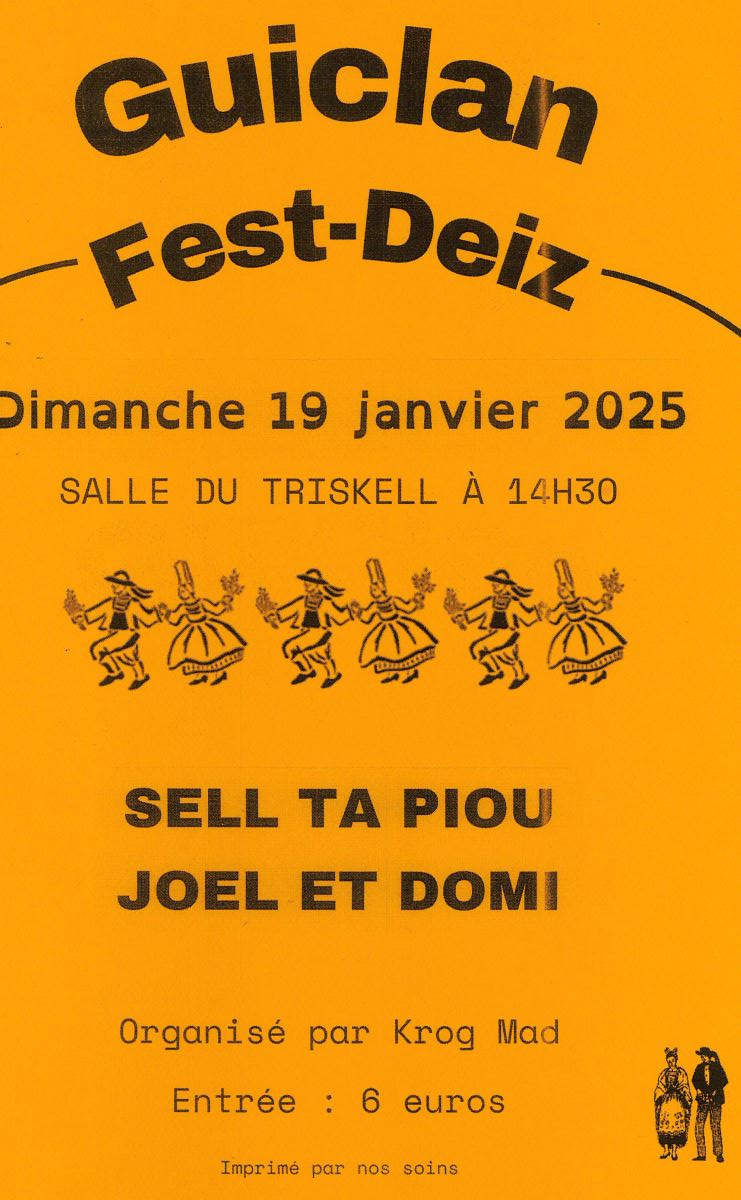 Guiclan
Fest-Deiz
Dimanche 19 janvier 2025
SALLE DU TRISKELL À 14H30
SELL TA PIOU
JOEL ET DOMI
Organisé par Krog Mad
Entrée : 6 euros
Imprimé par nos soins